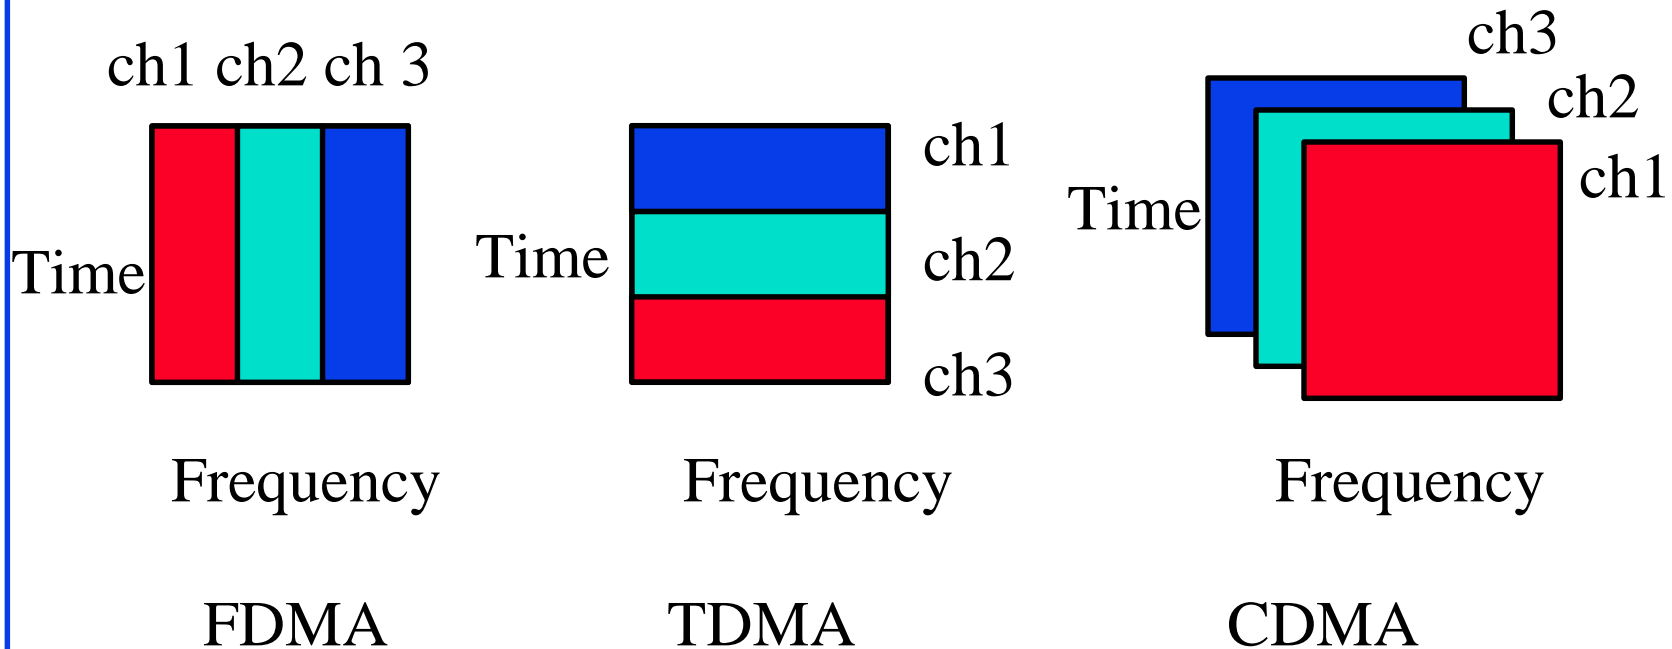 ch1 ch2 ch 3
Time
Frequency
FDMA
Time
ch1
ch2
ch3
Frequency
TDMA
ch3
ch2
ch1
Time
Frequency
CDMA